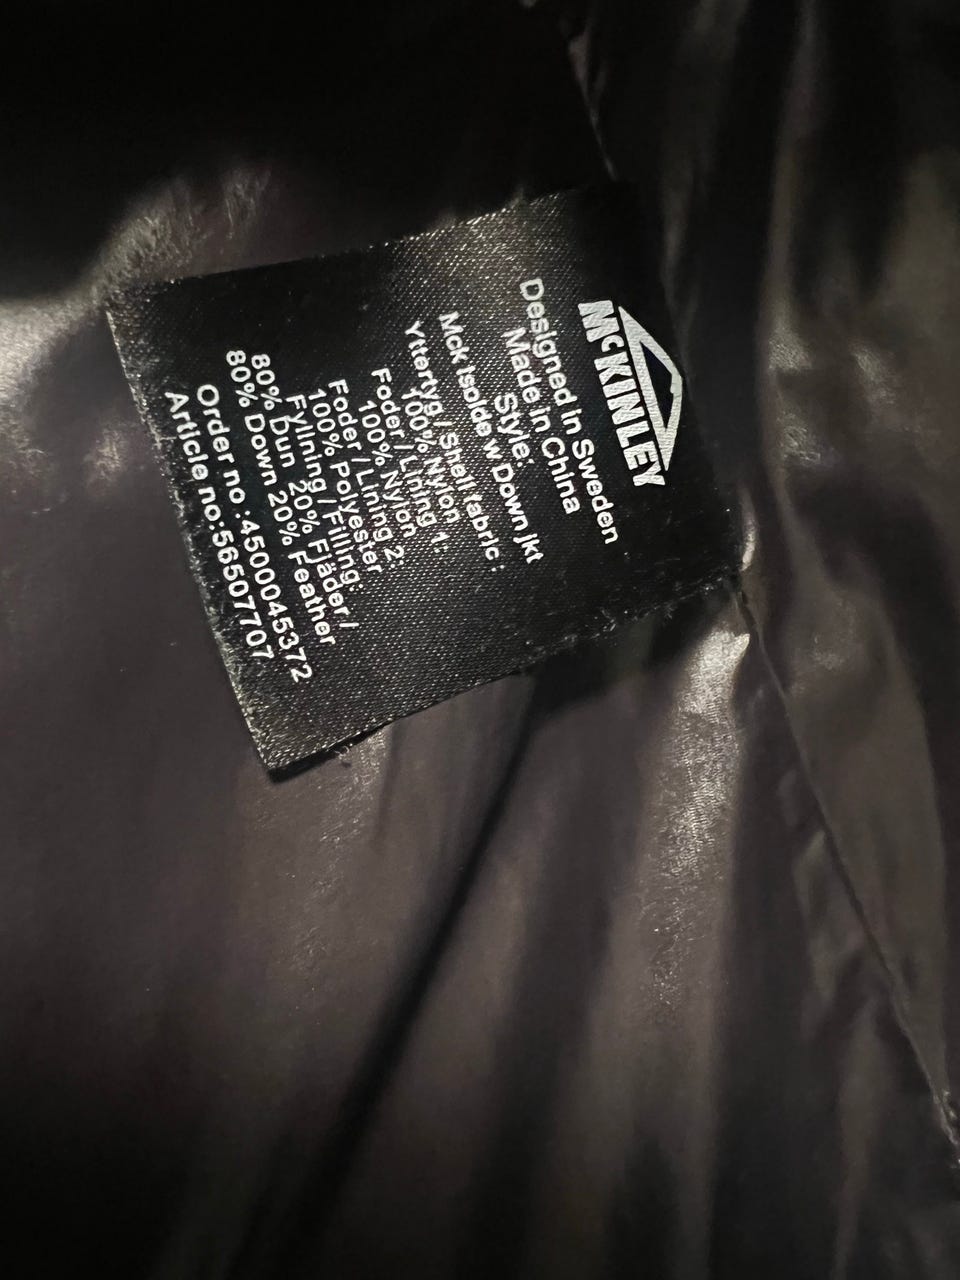 McKINLEY
Designed in Sweden
Made in China
Style:
Mck Isolde w Down jkt
Yttertyg / Shell fabric:
100% Nylon
Foder / Lining 1:
100% Nylon
Foder / Lining 2:
100% Polyester
Fyllning / Filling:
80% Dun 20% Fjäder /
80% Down 20% Feather
Order no :4500045372
Article no:56507707